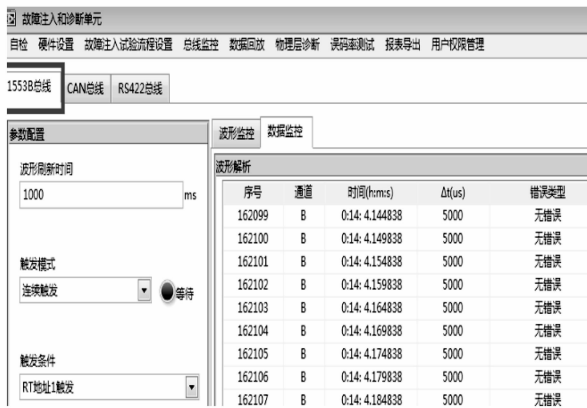 故障注入和诊断单元
自检 硬件设置 故障注入试验流程设置 总线监控 数据回放 物理层诊断 误码率测试 报表导出 用户权限管理
1553B总线 CAN总线 RS422总线
参数配置
波形刷新时间
1000 ms
触发模式
连续触发 等待
触发条件
RT地址1触发
波形监控 数据监控
波形解析
序号 通道 时间(h:m:s) Δt(us) 错误类型
162099 B 0:14: 4.144838 5000 无错误
162100 B 0:14: 4.149838 5000 无错误
162101 B 0:14: 4.154838 5000 无错误
162102 B 0:14: 4.159838 5000 无错误
162103 B 0:14: 4.164838 5000 无错误
162104 B 0:14: 4.169838 5000 无错误
162105 B 0:14: 4.174838 5000 无错误
162106 B 0:14: 4.179838 5000 无错误
162107 B 0:14: 4.184838 5000 无错误